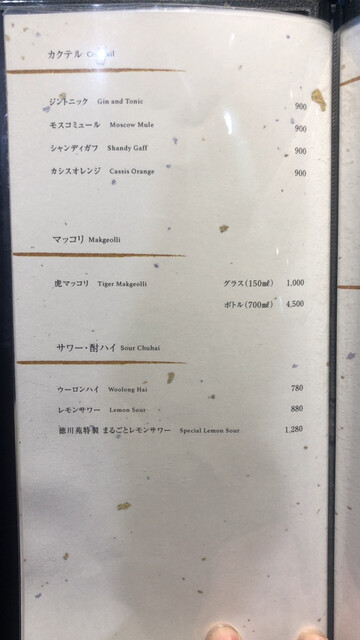 カクテル
ジントニック Gin and Tonic 900
モスコミュール Moscow Mule 900
シャンディガフ Shandy Gaff 900
カシスオレンジ Cassis Orange 900
マッコリ Makgeolli
虎マッコリ Tiger Makgeolli グラス(150㎖) 1,000
ボトル(700㎖) 4,500
サワー・酎ハイ Sour Chuhai
ウーロンハイ Woolong Hai 780
レモンサワー Lemon Sour 880
徳川苑特製 まるごとレモンサワー Special Lemon Sour 1,280